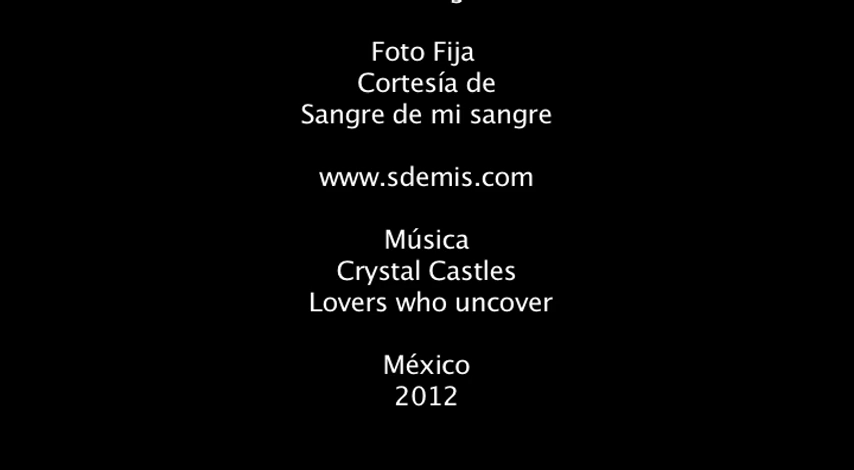 Foto Fija
Cortesía de
Sangre de mi sangre
www.sdemis.com
Música
Crystal Castles
Lovers who uncover
México
2012